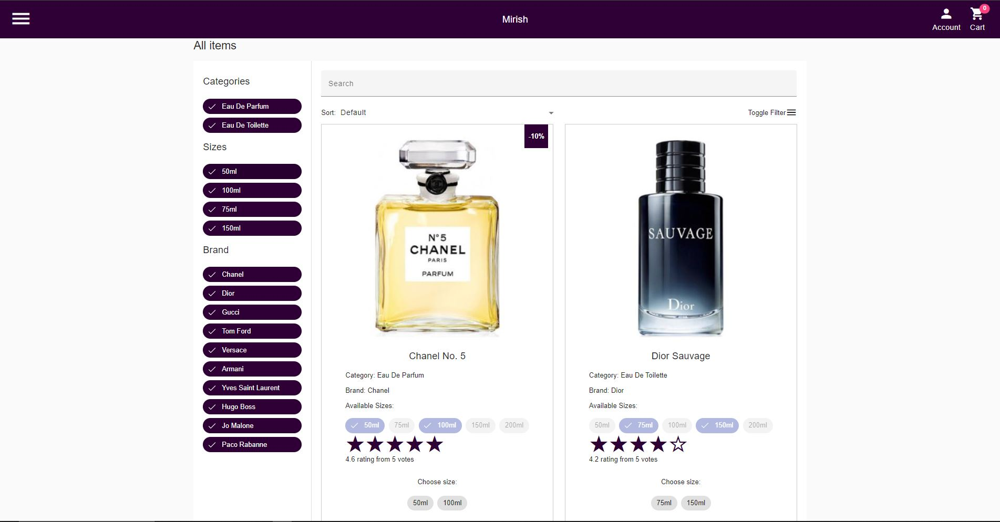 Mirish
Account
0
Cart
All items
Categories
Eau De Parfum
Eau De Toilette
Sizes
50ml
100ml
75ml
150ml
Brand
Chanel
Dior
Gucci
Tom Ford
Versace
Armani
Yves Saint Laurent
Hugo Boss
Jo Malone
Paco Rabanne
Search
Sort: Default
Toggle Filter
-10%
N°5
CHANEL
PARIS
PARFUM
Chanel No. 5
Category: Eau De Parfum
Brand: Chanel
Available Sizes:
50ml 75ml 100ml 150ml 200ml
4.6 rating from 5 votes
Choose size:
50ml 100ml
SAUVAGE
Dior
Dior Sauvage
Category: Eau De Toilette
Brand: Dior
Available Sizes:
50ml 75ml 100ml 150ml 200ml
4.2 rating from 5 votes
Choose size:
75ml 150ml